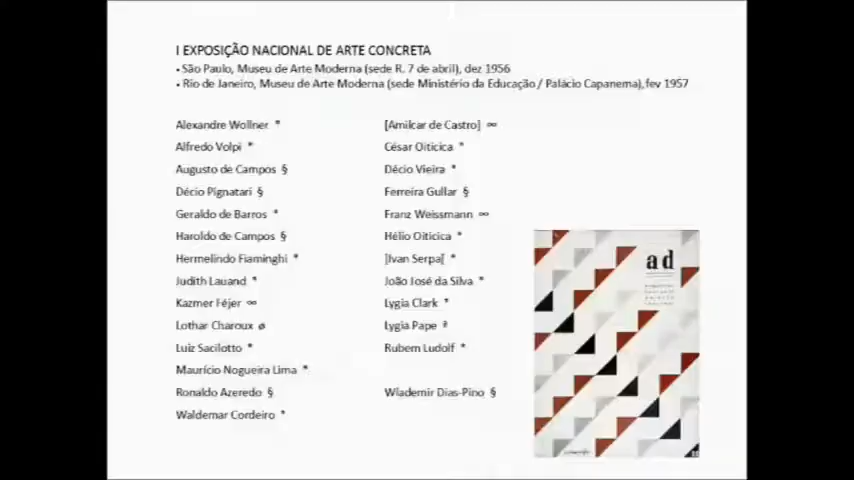 I EXPOSIÇÃO NACIONAL DE ARTE CONCRETA
• São Paulo, Museu de Arte Moderna (sede R. 7 de abril), dez 1956
• Rio de Janeiro, Museu de Arte Moderna (sede Ministério da Educação / Palácio Capanema), fev 1957
Alexandre Wollner *
Alfredo Volpi *
Augusto de Campos §
Décio Pignatari §
Geraldo de Barros *
Haroldo de Campos §
Hermelindo Fiaminghi *
Judith Lauand *
Kazmer Féjer ∞
Lothar Charoux ø
Luiz Sacilotto *
Maurício Nogueira Lima *
Ronaldo Azeredo §
Waldemar Cordeiro *
[Amilcar de Castro] ∞
César Oiticica *
Décio Vieira *
Ferreira Gullar §
Franz Weissmann ∞
Hélio Oiticica *
]Ivan Serpa[ *
João José da Silva *
Lygia Clark *
Lygia Pape
Rubem Ludolf *
Wlademir Dias-Pino §
ad